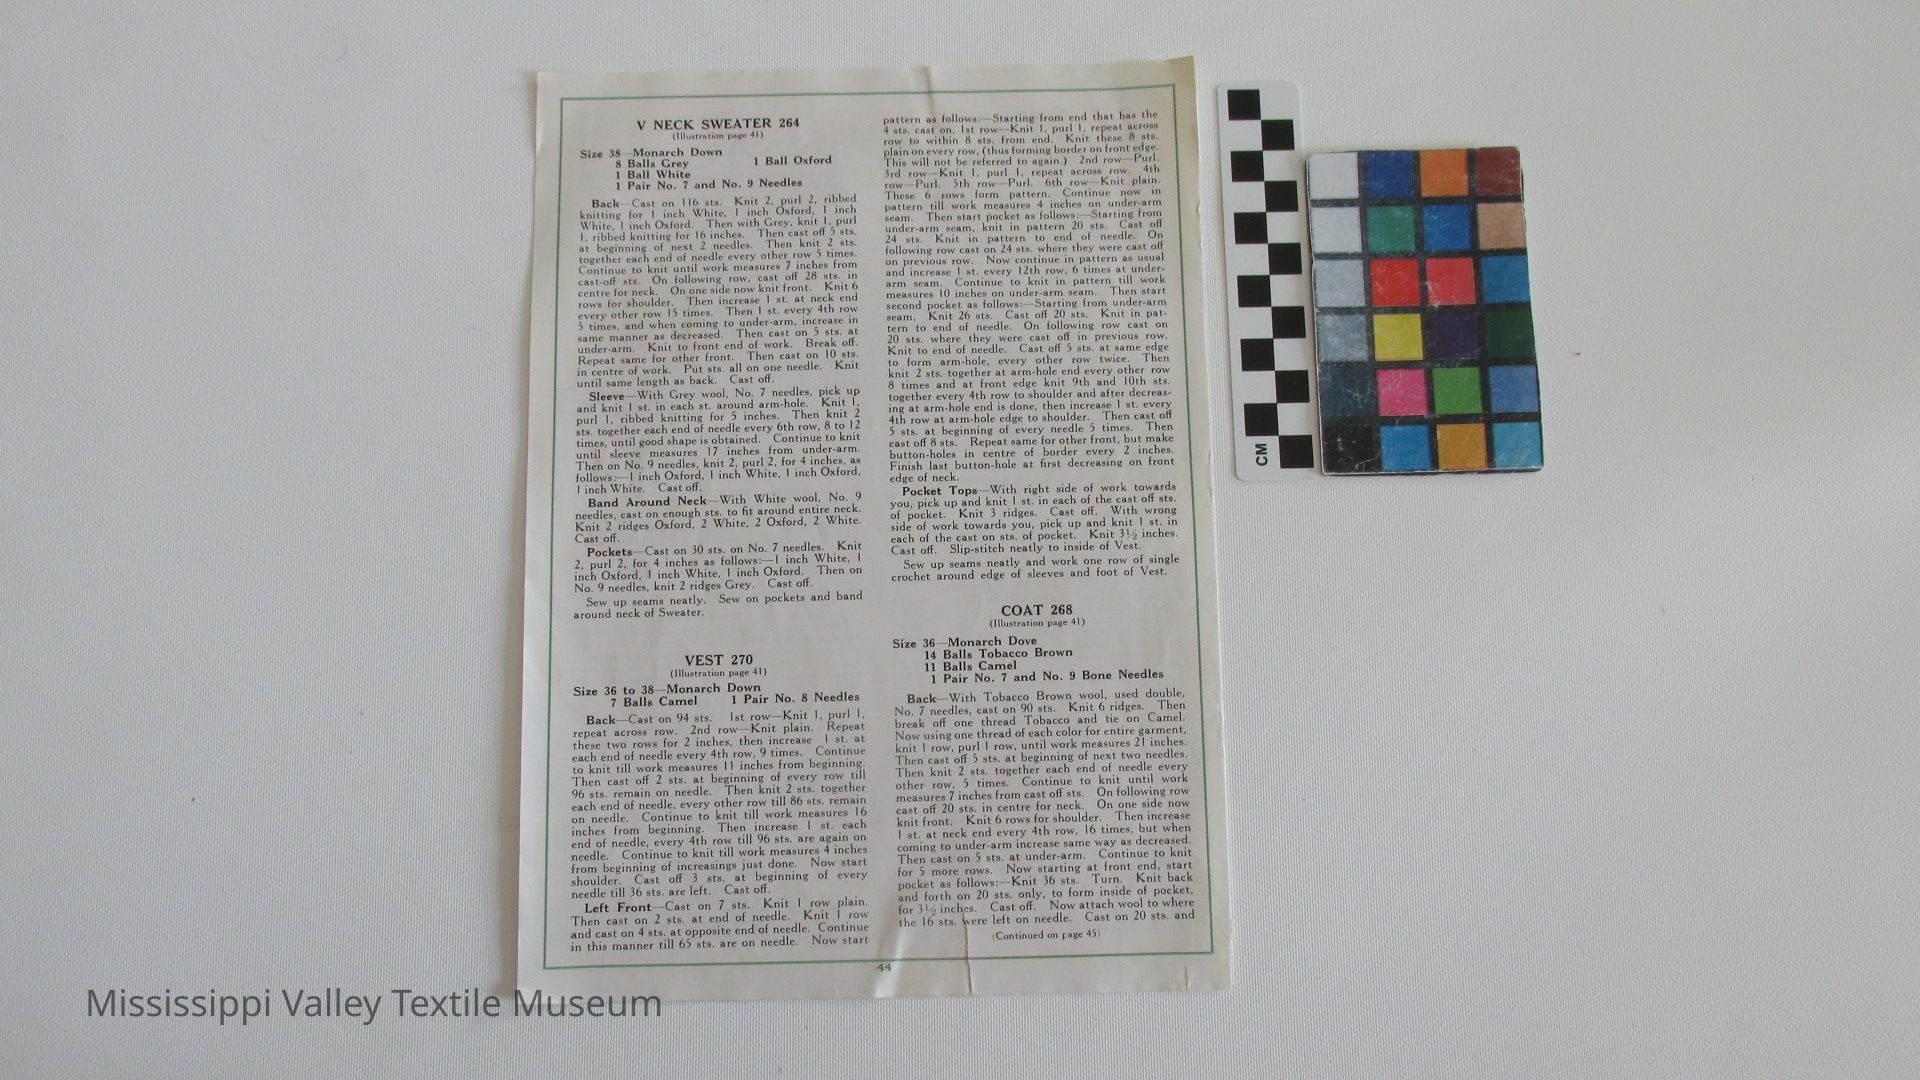 V NECK SWEATER 264
(Illustration page 41)
Size 38—Monarch Down
8 Balls Grey 1 Ball Oxford
1 Ball White
1 Pair No. 7 and No. 9 Needles
Back—Cast on 116 sts. Knit 2, purl 2, ribbed
knitting for 1 inch White, 1 inch Oxford, 1 inch
White, 1 inch Oxford. Then with Grey, knit 1, purl
1, ribbed knitting for 16 inches. Then cast off 5 sts.
at beginning of next 2 needles. Then knit 2 sts.
together each end of needle every other row 5 times.
Continue to knit until work measures 7 inches from
cast-off sts. On following row, cast off 28 sts. in
centre for neck. On one side now knit front. Knit 6
rows for shoulder. Then increase 1 st. at neck end
every other row 15 times. Then 1 st. every 4th row
5 times, and when coming to under-arm, increase in
same manner as decreased. Then cast on 5 sts. at
under-arm. Knit to front end of work. Break off.
Repeat same for other front. Then cast on 10 sts.
in centre of work. Put sts. all on one needle. Knit
until same length as back. Cast off.
Sleeve—With Grey wool, No. 7 needles, pick up
and knit 1 st. in each st. around arm-hole. Knit 1,
purl 1, ribbed knitting for 5 inches. Then knit 2
sts. together each end of needle every 6th row, 8 to 12
times, until good shape is obtained. Continue to knit
until sleeve measures 17 inches from under-arm.
Then on No. 9 needles, knit 2, purl 2, for 4 inches, as
follows:—1 inch Oxford, 1 inch White, 1 inch Oxford,
1 inch White. Cast off.
Band Around Neck—With White wool, No. 9
needles, cast on enough sts. to fit around entire neck.
Knit 2 ridges Oxford, 2 White, 2 Oxford, 2 White.
Cast off.
Pockets—Cast on 30 sts. on No. 7 needles. Knit
2, purl 2, for 4 inches as follows:—1 inch White, 1
inch Oxford, 1 inch White, 1 inch Oxford. Then on
No. 9 needles, knit 2 ridges Grey. Cast off.
Sew up seams neatly. Sew on pockets and band
around neck of Sweater.
VEST 270
(Illustration page 41)
Size 36 to 38—Monarch Down
7 Balls Camel 1 Pair No. 8 Needles
Back—Cast on 94 sts. 1st row—Knit 1, purl 1,
repeat across row. 2nd row—Knit plain. Repeat
these two rows for 2 inches, then increase 1 st. at
each end of needle every 4th row, 9 times. Continue
to knit till work measures 11 inches from beginning.
Then cast off 2 sts. at beginning of every row till
96 sts. remain on needle. Then knit 2 sts. together
each end of needle, every other row till 86 sts. remain
on needle. Continue to knit till work measures 16
inches from beginning. Then increase 1 st. each
end of needle, every 4th row till 96 sts. are again on
needle. Continue to knit till work measures 4 inches
from beginning of increasings just done. Now start
shoulder. Cast off 3 sts. at beginning of every
needle till 36 sts. are left. Cast off.
Left Front—Cast on 7 sts. Knit 1 row plain.
Then cast on 2 sts. at end of needle. Knit 1 row
and cast on 4 sts. at opposite end of needle. Continue
in this manner till 65 sts. are on needle. Now start
pattern as follows:—Starting from end that has the
4 sts. cast on, 1st row—Knit 1, purl 1, repeat across
row to within 8 sts. from end. Knit these 8 sts.
plain on every row, (thus forming border on front edge.
This will not be referred to again.) 2nd row—Purl.
3rd row—Knit 1, purl 1, repeat across row. 4th
row—Purl. 5th row—Purl. 6th row—Knit plain.
These 6 rows form pattern. Continue now in
pattern till work measures 4 inches on under-arm
seam. Then start pocket as follows:—Starting from
under-arm seam, knit in pattern 20 sts. Cast off
24 sts. Knit in pattern to end of needle. On
following row cast on 24 sts. where they were cast off
on previous row. Now continue in pattern as usual
and increase 1 st. every 12th row, 6 times at under-
arm seam. Continue to knit in pattern till work
measures 10 inches on under-arm seam. Then start
second pocket as follows:—Starting from under-arm
seam, Knit 26 sts. Cast off 20 sts. Knit in pat-
tern to end of needle. On following row cast on
20 sts. where they were cast off in previous row.
Knit to end of needle. Cast off 5 sts. at same edge
to form arm-hole, every other row twice. Then
knit 2 sts. together at arm-hole end every other row
8 times and at front edge knit 9th and 10th sts.
together every 4th row to shoulder and after decreas-
ing at arm-hole end is done, then increase 1 st. every
4th row at arm-hole edge to shoulder. Then cast off
5 sts. at beginning of every needle 5 times. Then
cast off 8 sts. Repeat same for other front, but make
button-holes in centre of border every 2 inches.
Finish last button-hole at first decreasing on front
edge of neck.
Pocket Tops—With right side of work towards
you, pick up and knit 1 st. in each of the cast off sts.
of pocket. Knit 3 ridges. Cast off. With wrong
side of work towards you, pick up and knit 1 st. in
each of the cast on sts. of pocket. Knit 3½ inches.
Cast off. Slip-stitch neatly to inside of Vest.
Sew up seams neatly and work one row of single
crochet around edge of sleeves and foot of Vest.
COAT 268
(Illustration page 41)
Size 36—Monarch Dove
14 Balls Tobacco Brown
11 Balls Camel
1 Pair No. 7 and No. 9 Bone Needles
Back—With Tobacco Brown wool, used double,
No. 7 needles, cast on 90 sts. Knit 6 ridges. Then
break off one thread Tobacco and tie on Camel.
Now using one thread of each color for entire garment,
knit 1 row, purl 1 row, until work measures 21 inches.
Then cast off 5 sts. at beginning of next two needles.
Then knit 2 sts. together each end of needle every
other row, 5 times. Continue to knit until work
measures 7 inches from cast off sts. On following row
cast off 20 sts. in centre for neck. On one side now
knit front. Knit 6 rows for shoulder. Then increase
1 st. at neck end every 4th row, 16 times, but when
coming to under-arm increase same way as decreased.
Then cast on 5 sts. at under-arm. Continue to knit
for 5 more rows. Now starting at front end, start
pocket as follows:—Knit 36 sts. Turn. Knit back
and forth on 20 sts. only, to form inside of pocket,
for 3½ inches. Cast off. Now attach wool to where
the 16 sts. were left on needle. Cast on 20 sts. and
(Continued on page 45)
44
CM
Mississippi Valley Textile Museum